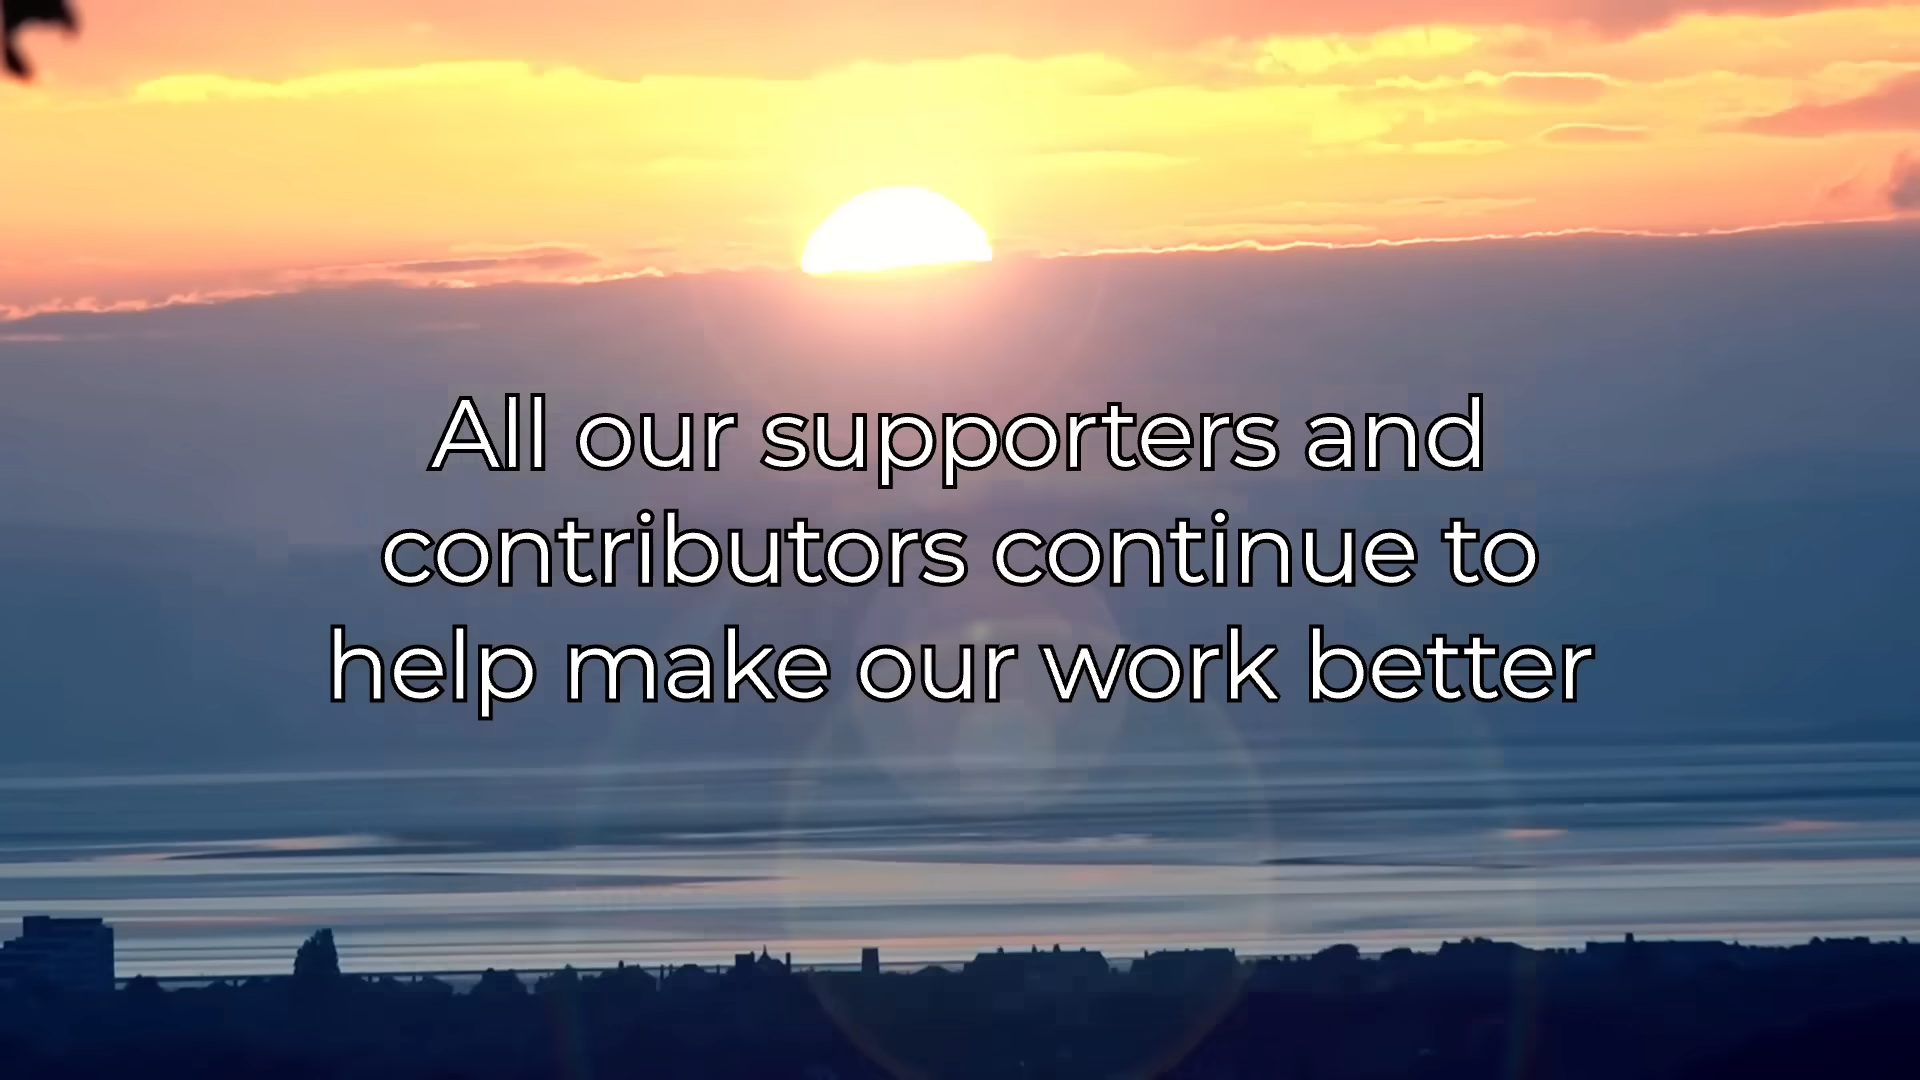 All our supporters and
contributors continue to
help make our work better